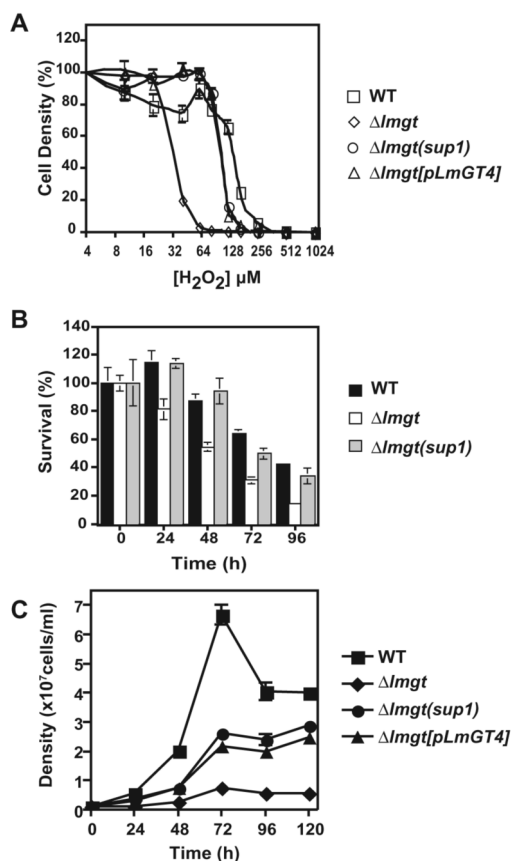 A
Cell Density (%)
120
100
80
60
40
20
0
4 8 16 32 64 128 256 512 1024
[H₂O₂] µM
WT
Δlmgt
Δlmgt(sup1)
Δlmgt[pLmGT4]
B
Survival (%)
140
120
100
80
60
40
20
0
0 24 48 72 96
Time (h)
WT
Δlmgt
Δlmgt(sup1)
C
Density (x10⁷cells/ml)
7
6
5
4
3
2
1
0
0 24 48 72 96 120
Time (h)
WT
Δlmgt
Δlmgt(sup1)
Δlmgt[pLmGT4]